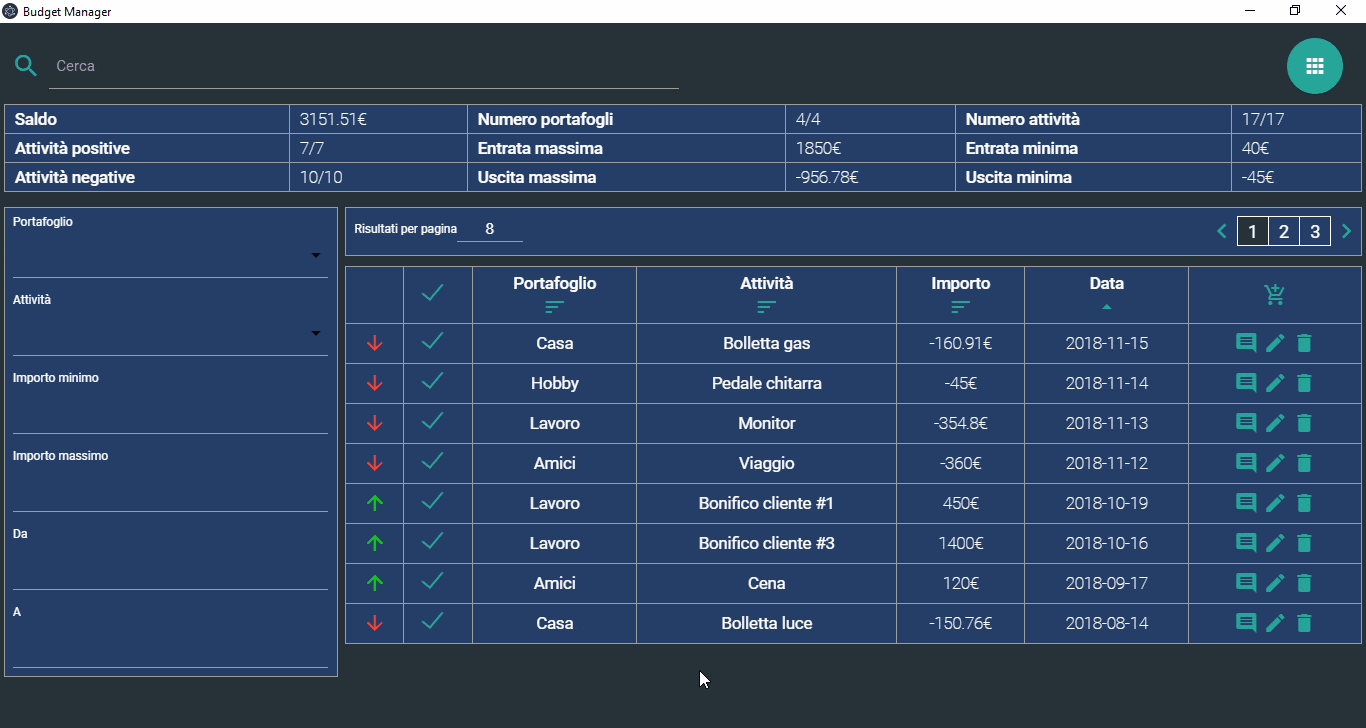 Budget Manager
Cerca
Saldo 3151.51€ Numero portafogli 4/4 Numero attività 17/17
Attività positive 7/7 Entrata massima 1850€ Entrata minima 40€
Attività negative 10/10 Uscita massima -956.78€ Uscita minima -45€
Portafoglio
Attività
Importo minimo
Importo massimo
Da
A
Risultati per pagina 8 1 2 3
Portafoglio Attività Importo Data
Casa Bolletta gas -160.91€ 2018-11-15
Hobby Pedale chitarra -45€ 2018-11-14
Lavoro Monitor -354.8€ 2018-11-13
Amici Viaggio -360€ 2018-11-12
Lavoro Bonifico cliente #1 450€ 2018-10-19
Lavoro Bonifico cliente #3 1400€ 2018-10-16
Amici Cena 120€ 2018-09-17
Casa Bolletta luce -150.76€ 2018-08-14